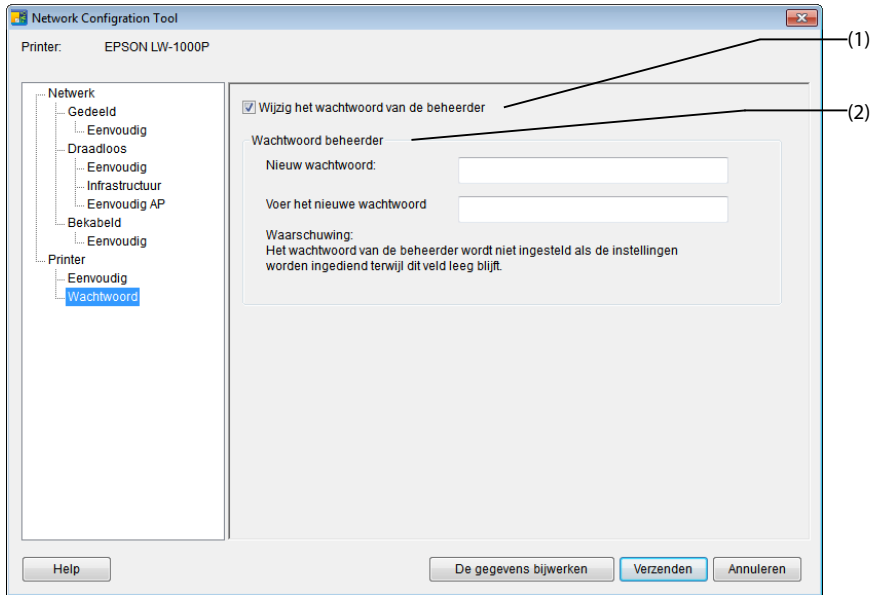 Network Configration Tool
Printer: EPSON LW-1000P
(1)
(2)
Netwerk
Gedeeld
Eenvoudig
Draadloos
Eenvoudig
Infrastructuur
Eenvoudig AP
Bekabeld
Eenvoudig
Printer
Eenvoudig
Wachtwoord
Wijzig het wachtwoord van de beheerder
Wachtwoord beheerder
Nieuw wachtwoord:
Voer het nieuwe wachtwoord
Waarschuwing:
Het wachtwoord van de beheerder wordt niet ingesteld als de instellingen
worden ingediend terwijl dit veld leeg blijft.
Help
De gegevens bijwerken
Verzenden
Annuleren